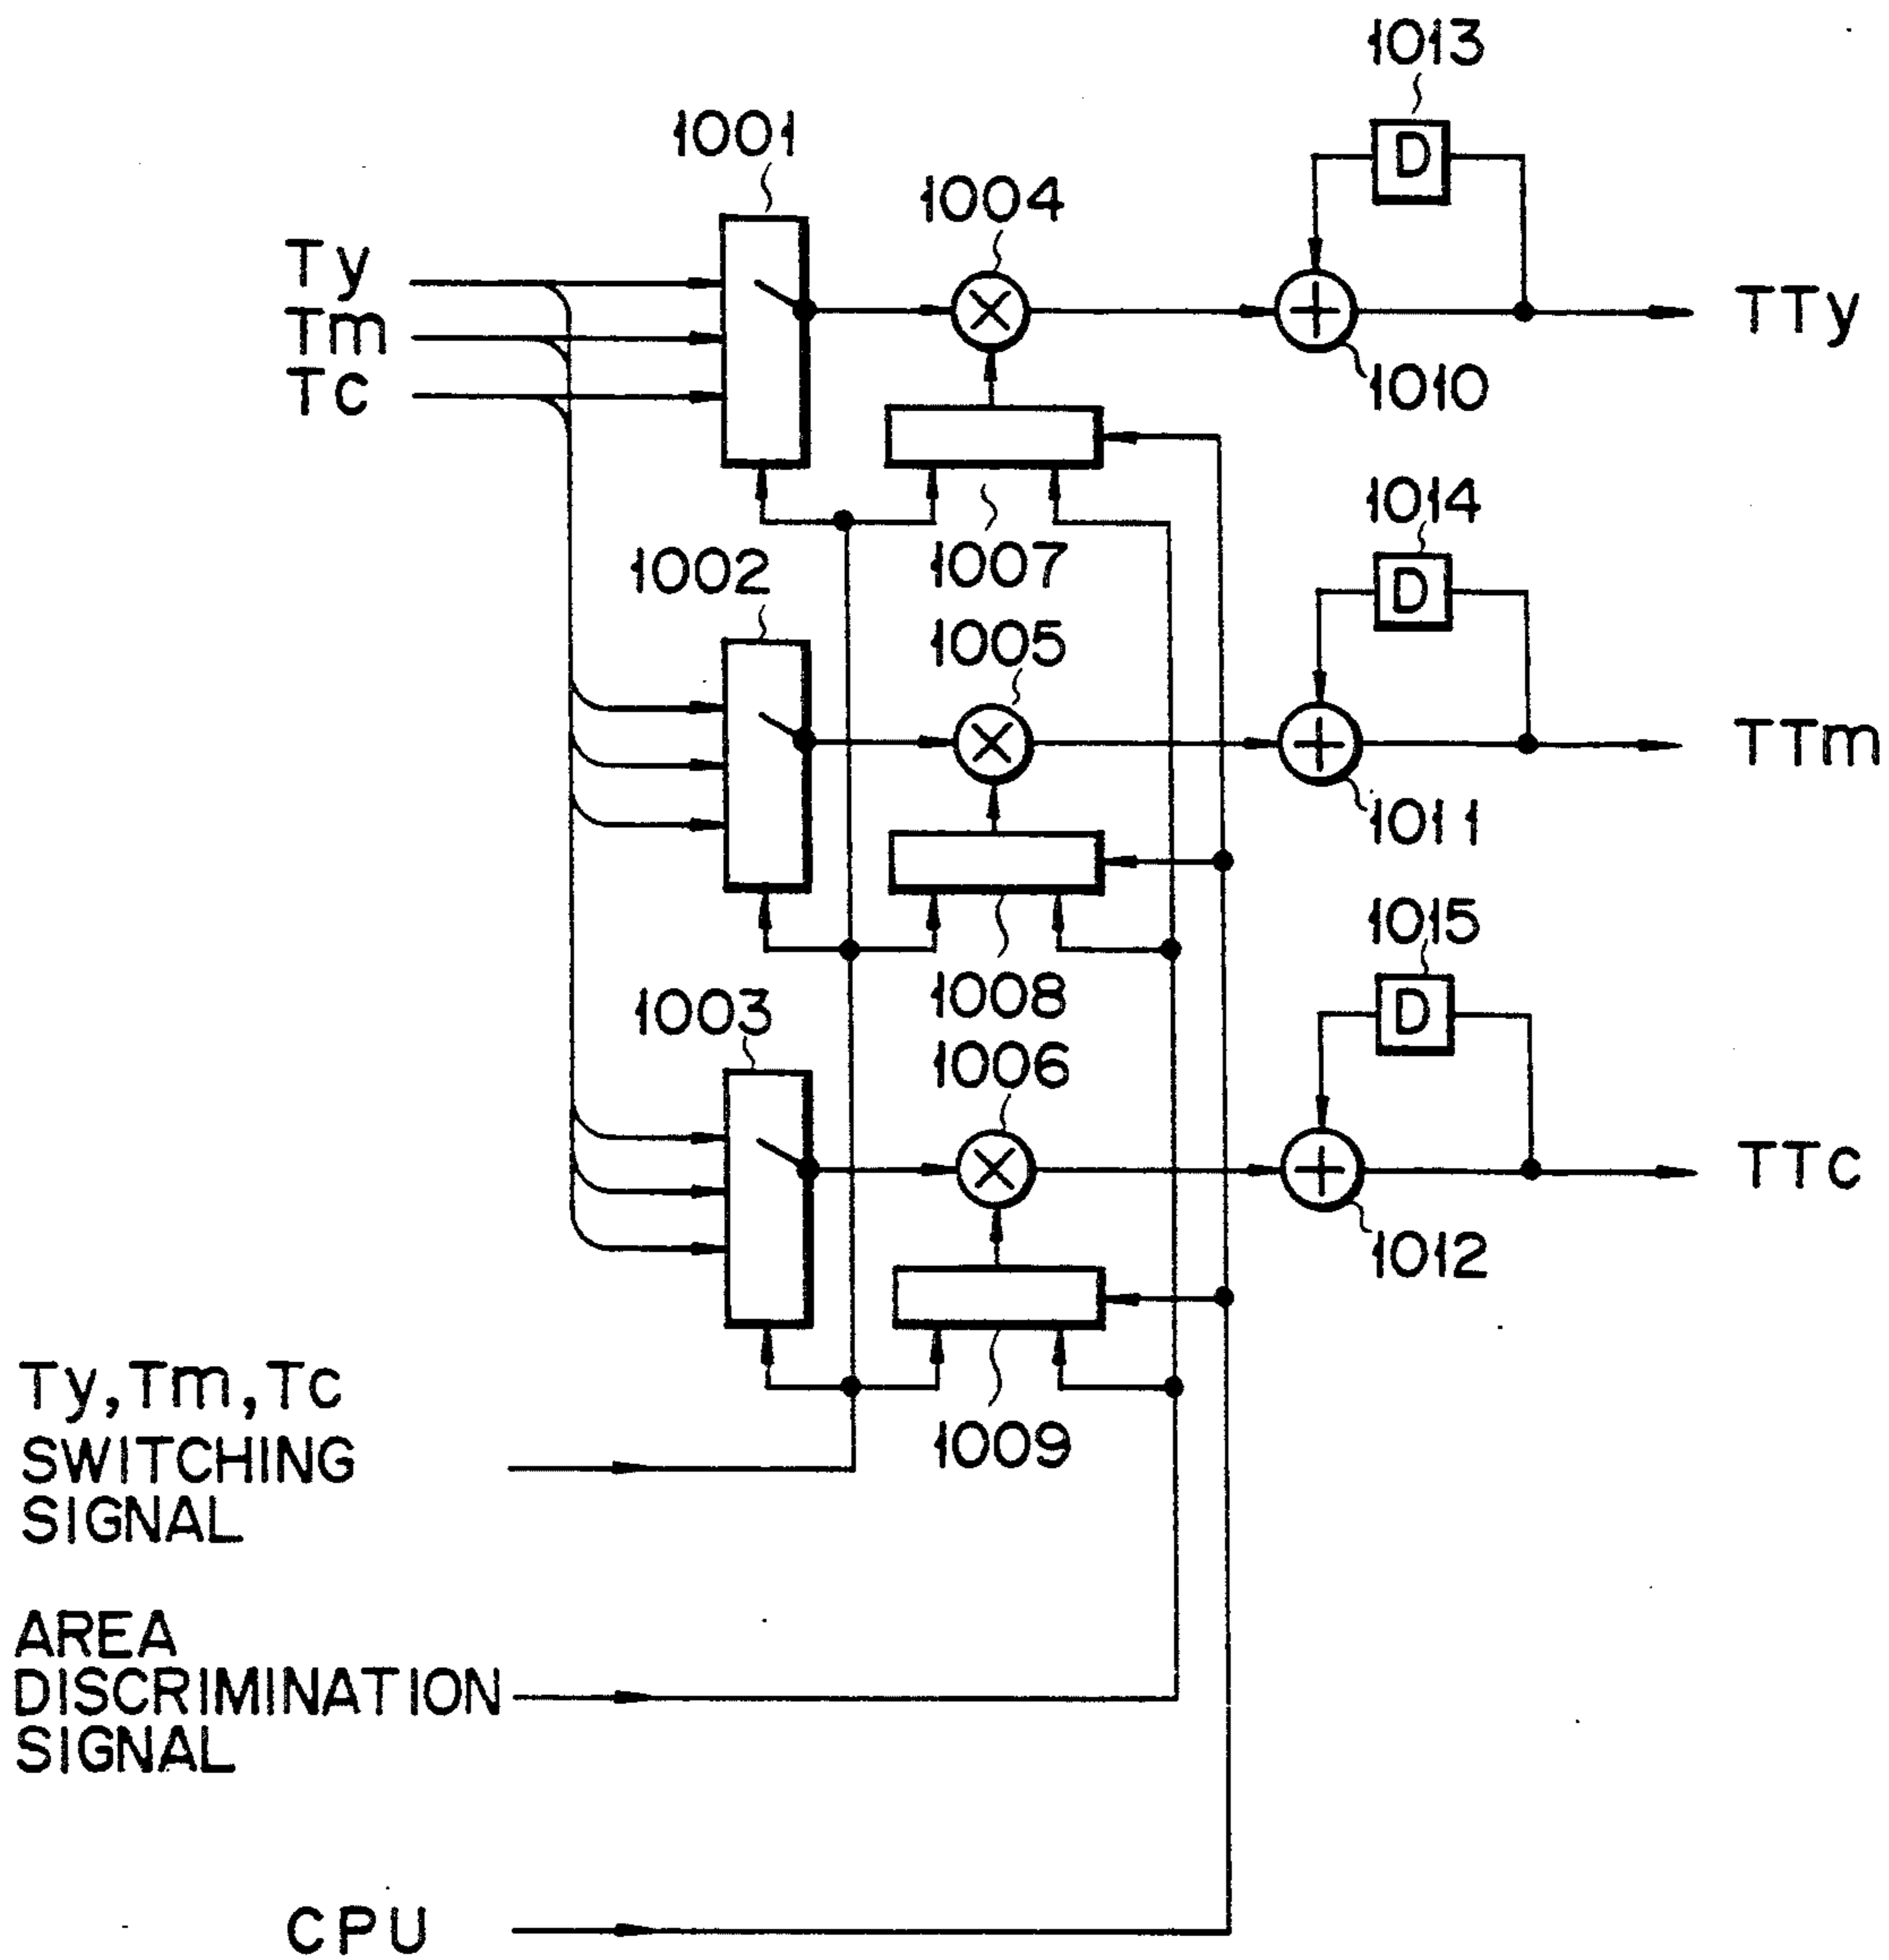 1013
D
1001
1004
Ty
Tm
Tc
TTy
1010
1014
D
1007
1002
1005
TTm
1011
1015
D
1008
1003
1006
TTc
1012
Ty,Tm,Tc
SWITCHING
SIGNAL
1009
AREA
DISCRIMINATION
SIGNAL
CPU